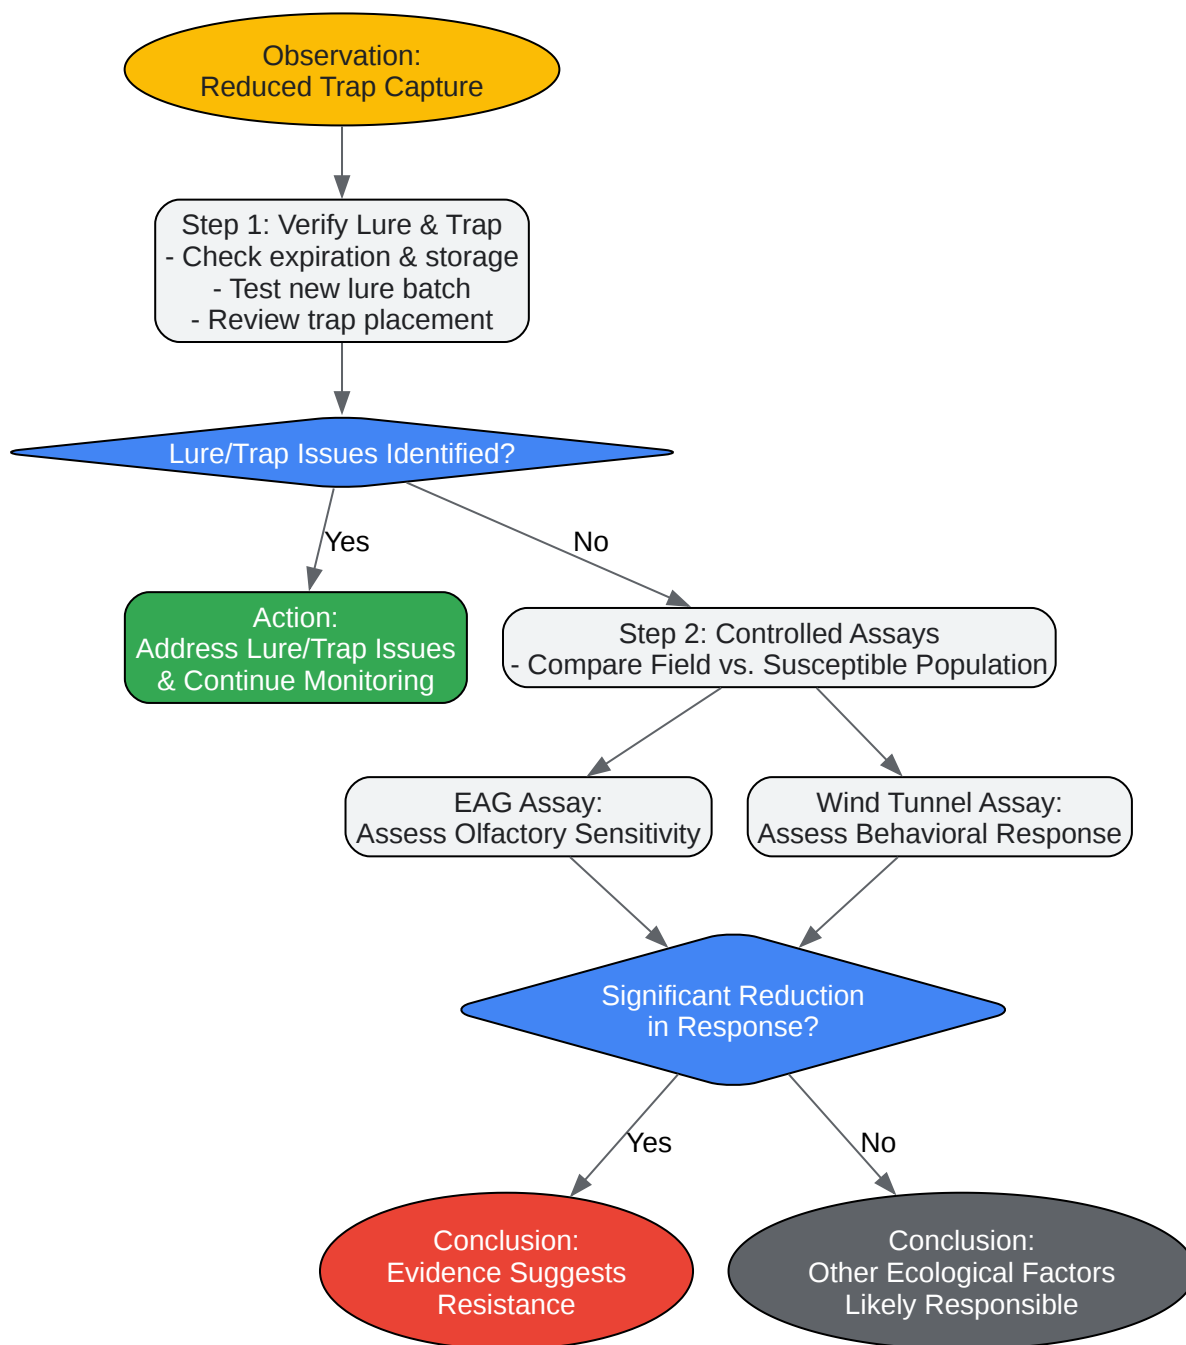 Observation:
Reduced Trap Capture
Step 1: Verify Lure & Trap
- Check expiration & storage
- Test new lure batch
- Review trap placement
Lure/Trap Issues Identified?
Yes
No
Action:
Address Lure/Trap Issues
& Continue Monitoring
Step 2: Controlled Assays
- Compare Field vs. Susceptible Population
EAG Assay:
Assess Olfactory Sensitivity
Wind Tunnel Assay:
Assess Behavioral Response
Significant Reduction
in Response?
Yes
No
Conclusion:
Evidence Suggests
Resistance
Conclusion:
Other Ecological Factors
Likely Responsible